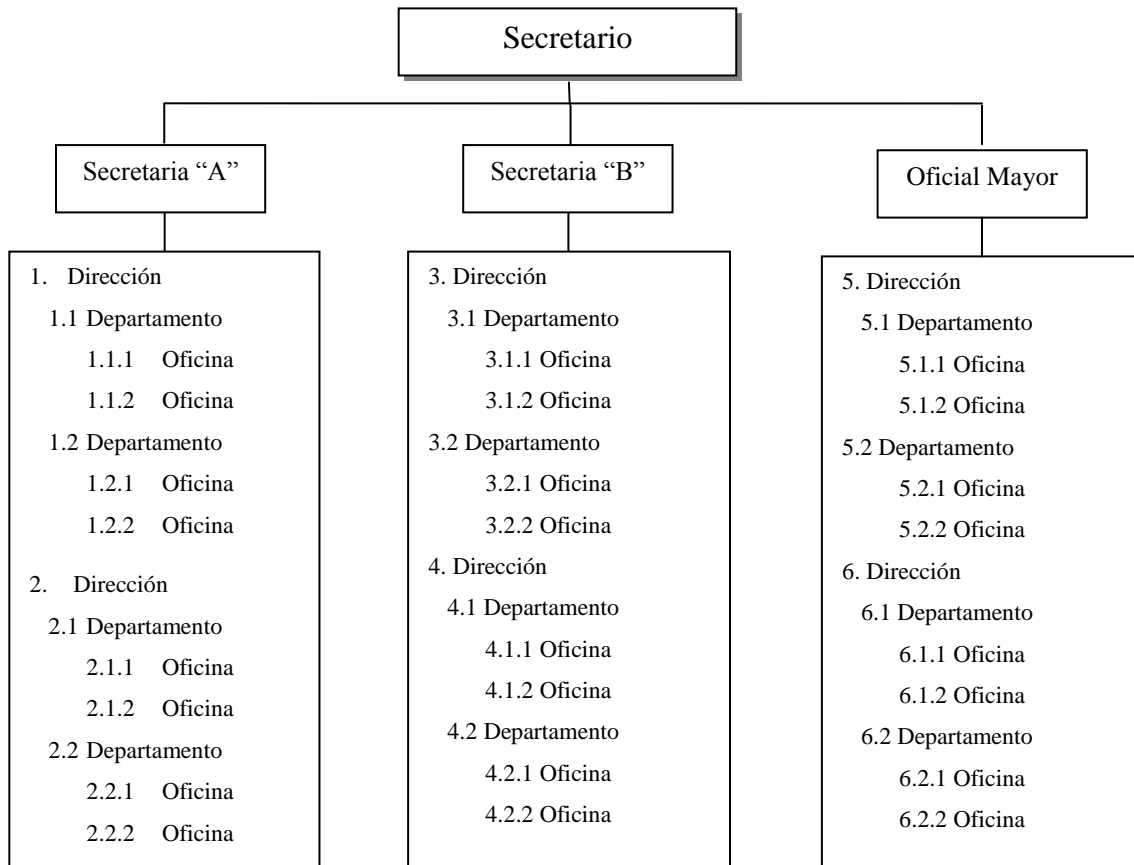 Secretario
Secretaria “A”
Secretaria “B”
Oficial Mayor
1. Dirección
1.1 Departamento
1.1.1 Oficina
1.1.2 Oficina
1.2 Departamento
1.2.1 Oficina
1.2.2 Oficina
2. Dirección
2.1 Departamento
2.1.1 Oficina
2.1.2 Oficina
2.2 Departamento
2.2.1 Oficina
2.2.2 Oficina
3. Dirección
3.1 Departamento
3.1.1 Oficina
3.1.2 Oficina
3.2 Departamento
3.2.1 Oficina
3.2.2 Oficina
4. Dirección
4.1 Departamento
4.1.1 Oficina
4.1.2 Oficina
4.2 Departamento
4.2.1 Oficina
4.2.2 Oficina
5. Dirección
5.1 Departamento
5.1.1 Oficina
5.1.2 Oficina
5.2 Departamento
5.2.1 Oficina
5.2.2 Oficina
6. Dirección
6.1 Departamento
6.1.1 Oficina
6.1.2 Oficina
6.2 Departamento
6.2.1 Oficina
6.2.2 Oficina